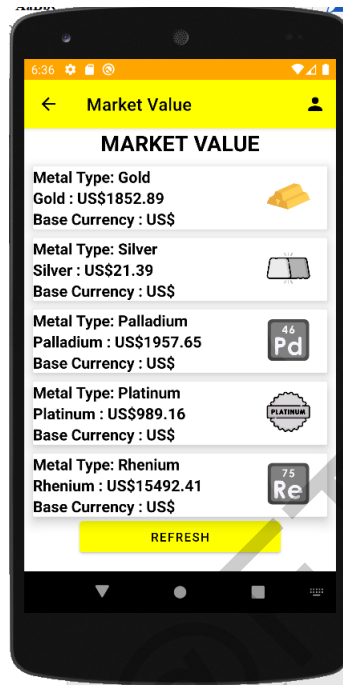 6:36
Market Value
MARKET VALUE
Metal Type: Gold
Gold : US$1852.89
Base Currency : US$
Metal Type: Silver
Silver : US$21.39
Base Currency : US$
Metal Type: Palladium
Palladium : US$1957.65
Base Currency : US$
46
Pd
Metal Type: Platinum
Platinum : US$989.16
Base Currency : US$
PLATINUM
Metal Type: Rhenium
Rhenium : US$15492.41
Base Currency : US$
75
Re
REFRESH